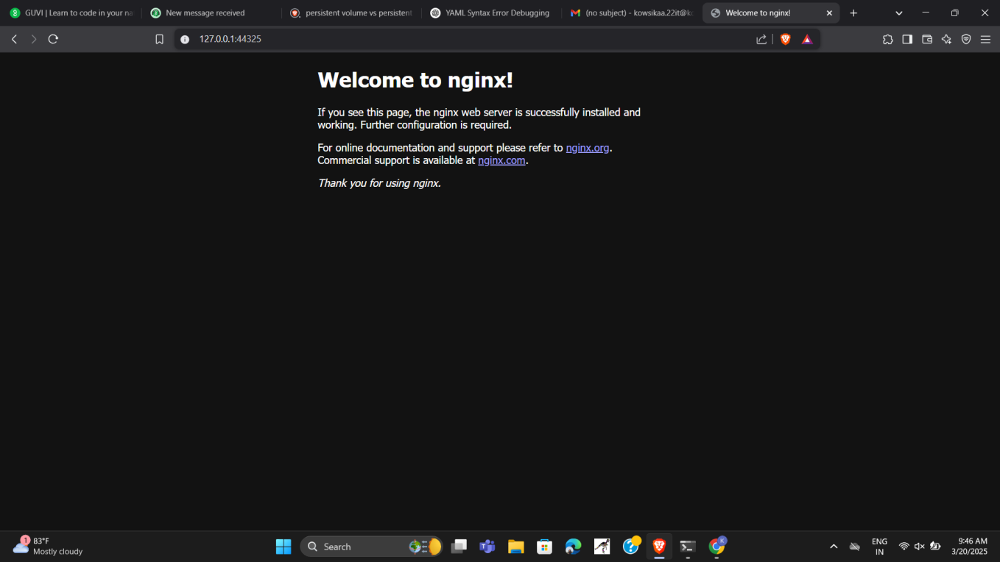 GUVI | Learn to code in your na
New message received
persistent volume vs persistent
YAML Syntax Error Debugging
(no subject) - kowsikaa.22it@ko
Welcome to nginx!
127.0.0.1:44325
Welcome to nginx!
If you see this page, the nginx web server is successfully installed and
working. Further configuration is required.
For online documentation and support please refer to nginx.org.
Commercial support is available at nginx.com.
Thank you for using nginx.
1
83°F
Mostly cloudy
Search
K
ENG
IN
9:46 AM
3/20/2025